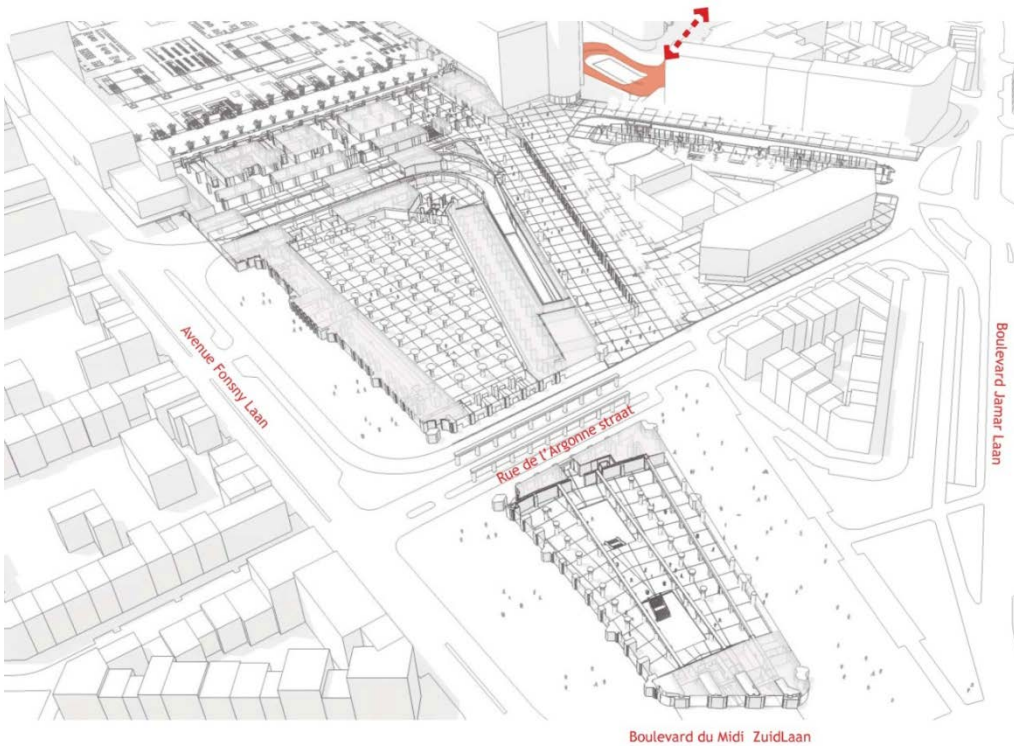 Avenue Fonsny Laan
Boulevard Jamar Laan
Rue de l'Argonne straat
Boulevard du Midi ZuidLaan